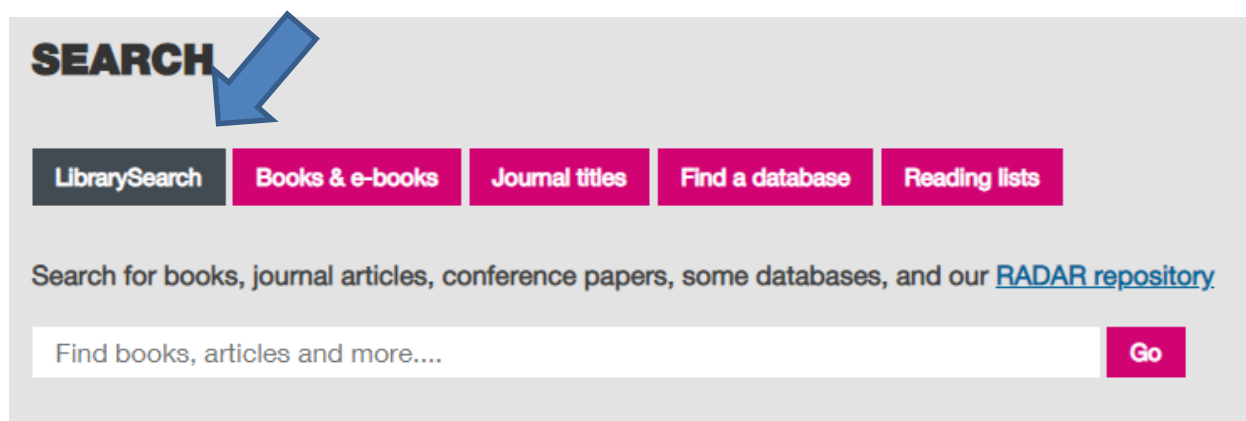 SEARCH
LibrarySearch Books & e-books Journal titles Find a database Reading lists
Search for books, journal articles, conference papers, some databases, and our RADAR repository
Find books, articles and more.... Go